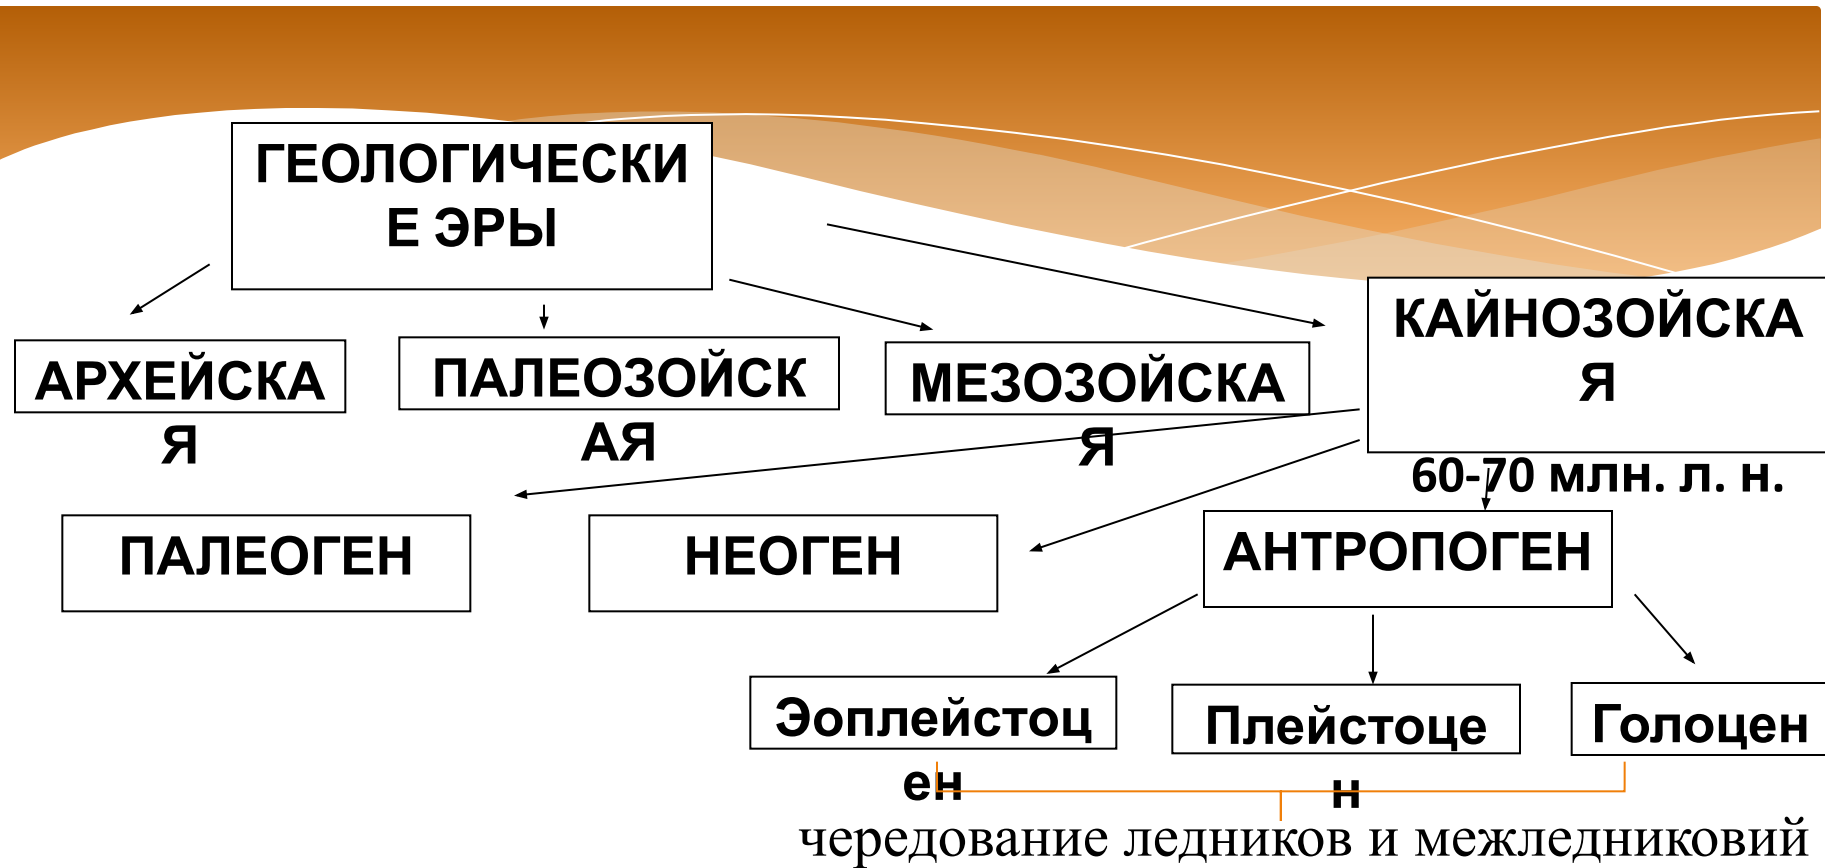 ГЕОЛОГИЧЕСКИ
Е ЭРЫ
АРХЕЙСКА
Я
ПАЛЕОЗОЙСК
АЯ
МЕЗОЗОЙСКА
Я
КАЙНОЗОЙСКА
Я
60-70 млн. л. н.
ПАЛЕОГЕН
НЕОГЕН
АНТРОПОГЕН
Эоплейстоц
ен
Плейстоце
н
Голоцен
чередование ледников и межледниковий